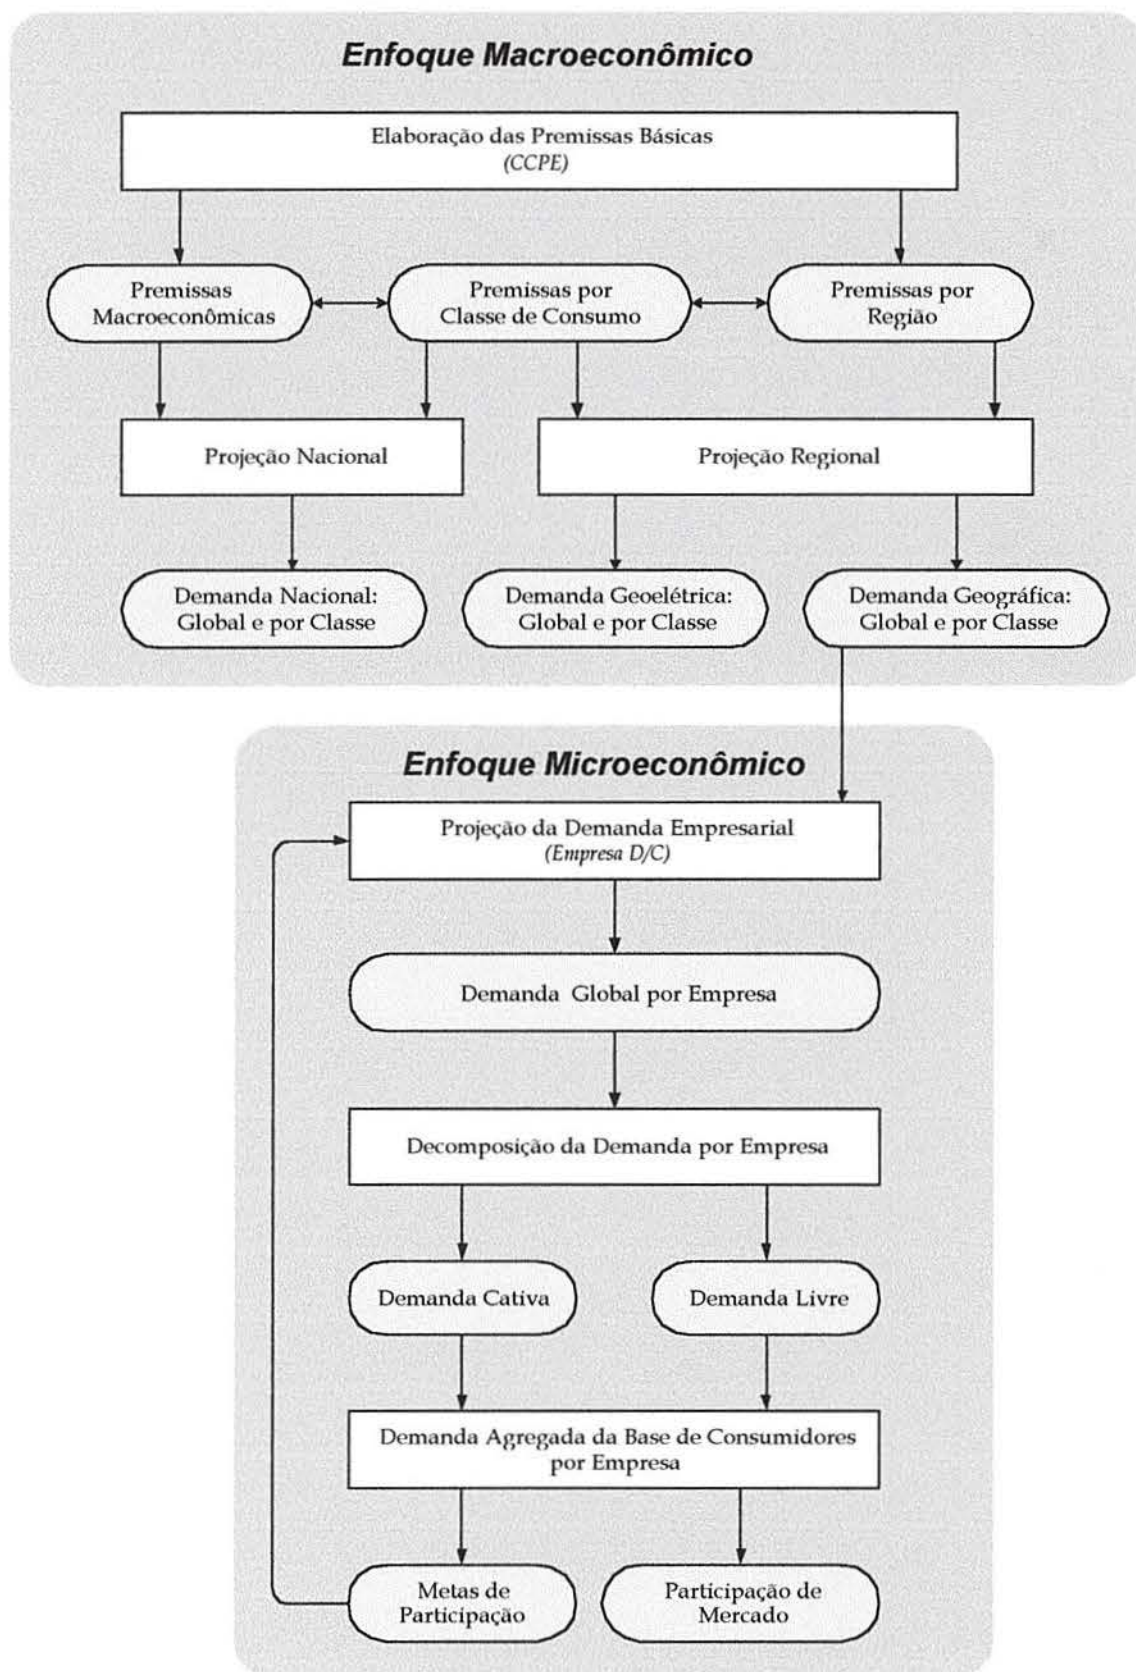 Enfoque Macroeconômico
Elaboração das Premissas Básicas
(CCPE)
Premissas
Macroeconômicas
Premissas por
Classe de Consumo
Premissas por
Região
Projeção Nacional
Projeção Regional
Demanda Nacional:
Global e por Classe
Demanda Geoelétrica:
Global e por Classe
Demanda Geográfica:
Global e por Classe
Enfoque Microeconômico
Projeção da Demanda Empresarial
(Empresa D/C)
Demanda Global por Empresa
Decomposição da Demanda por Empresa
Demanda Cativa
Demanda Livre
Demanda Agregada da Base de Consumidores
por Empresa
Metas de
Participação
Participação de
Mercado